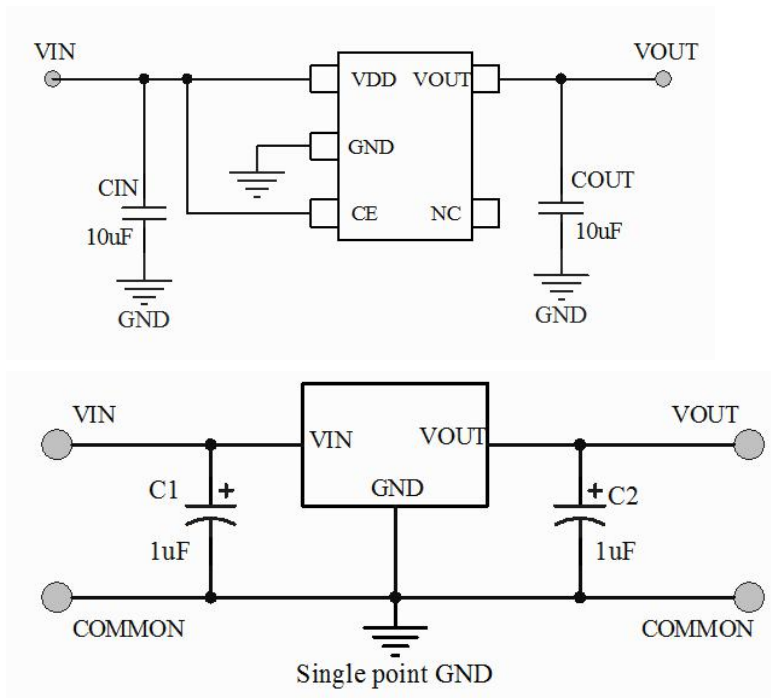 VIN
VOUT
VDD VOUT
GND
CIN
COUT
CE NC
10uF
10uF
GND
GND
VIN
VOUT
VIN VOUT
GND
C1 +
+ C2
1uF
1uF
COMMON
COMMON
Single point GND